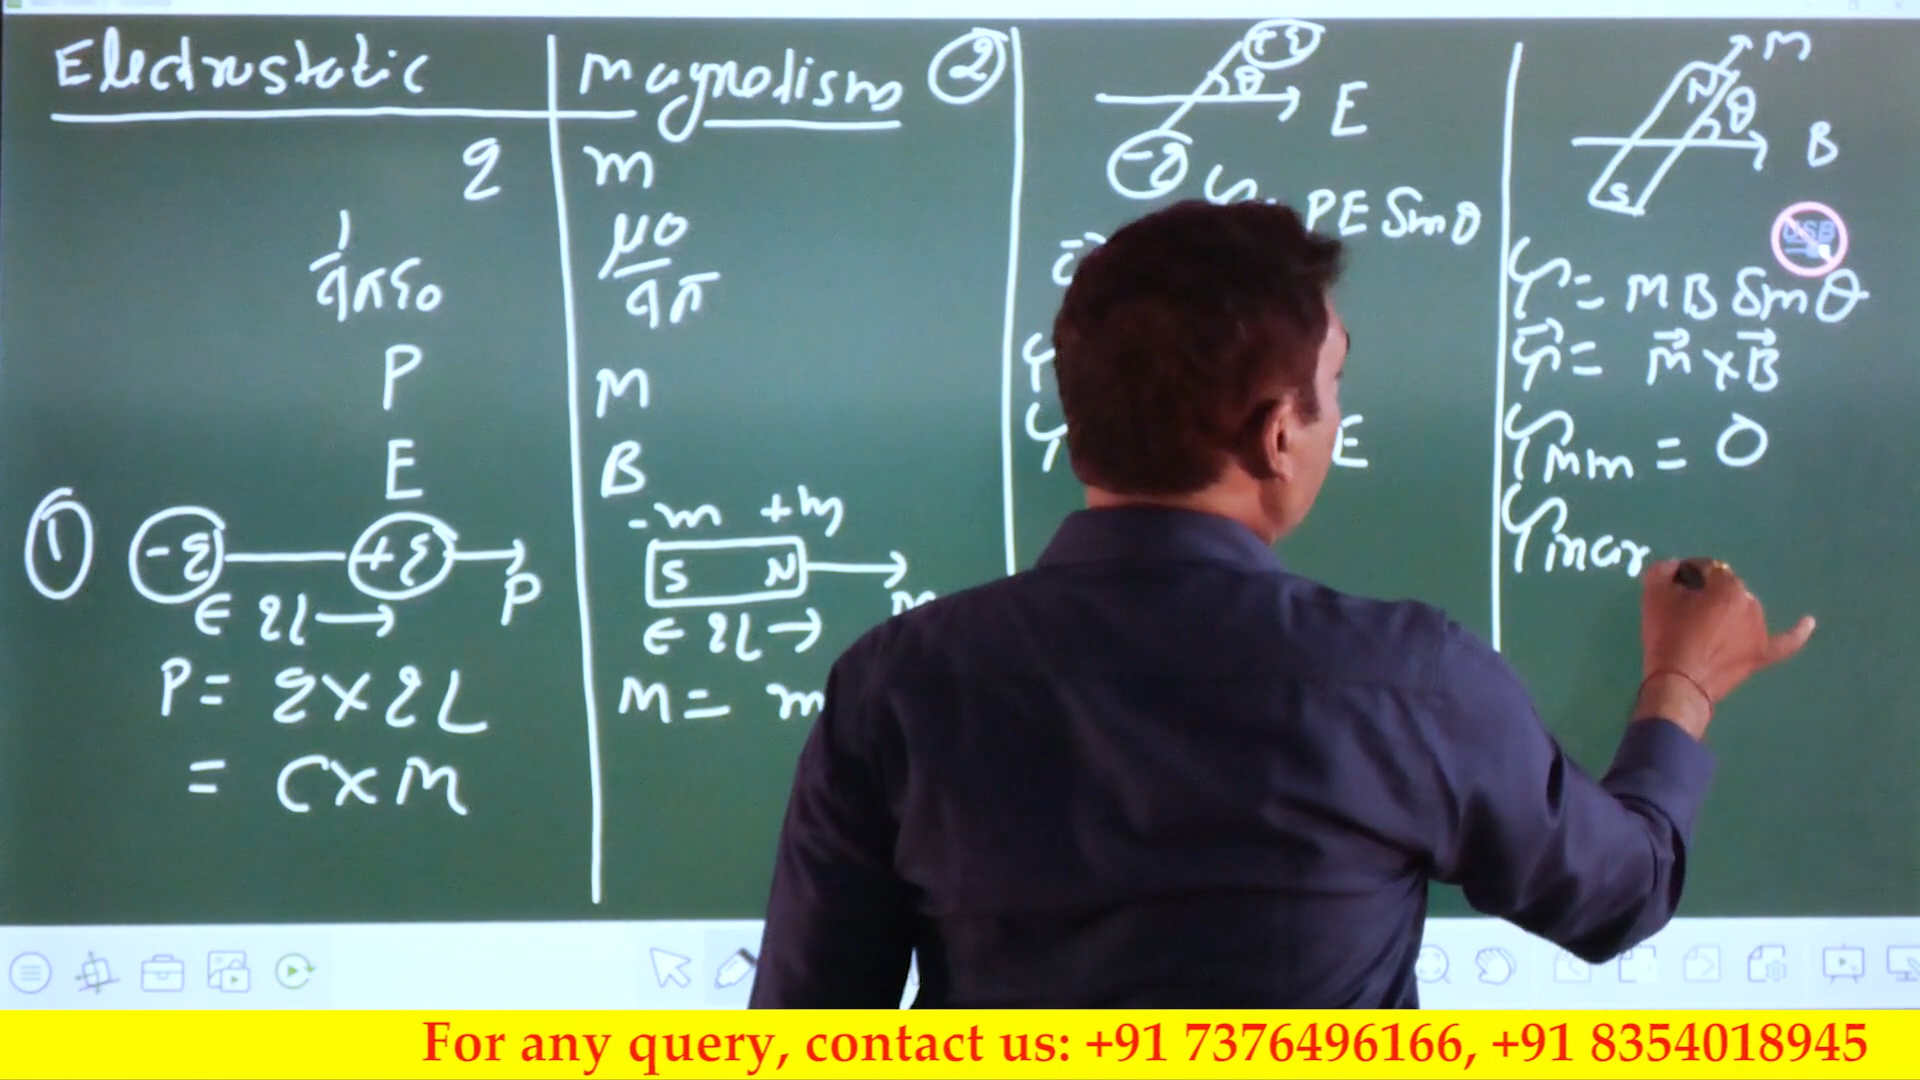 Electrostatic
Magnetism
q
m
1/4πε0
μ0/4π
P
M
E
B
①
-q
+q
P
← 2l →
P = q × 2L
= C × m
-m +m
S N
← 2l →
M = m
②
+q
θ
E
-q
PE Sinθ
E
M
N
θ
B
S
USB
τ = MB Sinθ
τ⃗ = M⃗ × B⃗
τmin = 0
τmax
For any query, contact us: +91 7376496166, +91 8354018945